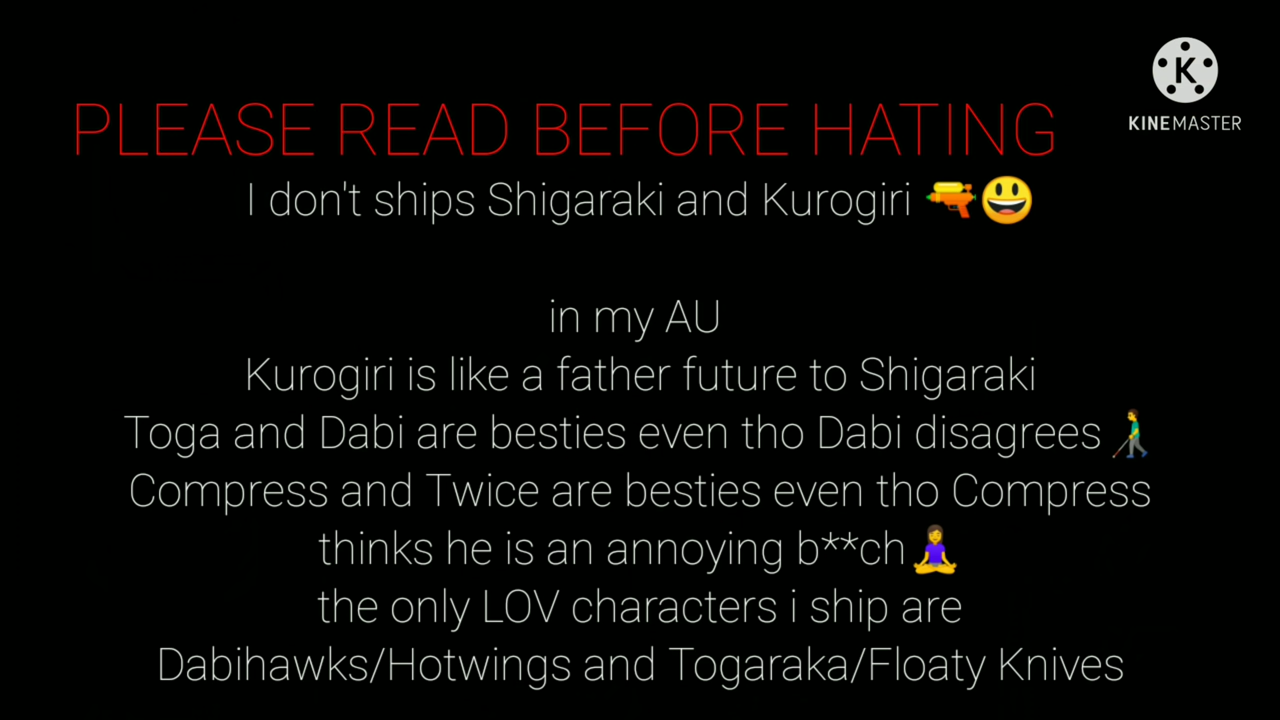 PLEASE READ BEFORE HATING
K
KINEMASTER
I don't ships Shigaraki and Kurogiri 🔫😃
in my AU
Kurogiri is like a father future to Shigaraki
Toga and Dabi are besties even tho Dabi disagrees👨‍🦯
Compress and Twice are besties even tho Compress
thinks he is an annoying b**ch🧘‍♀️
the only LOV characters i ship are
Dabihawks/Hotwings and Togaraka/Floaty Knives